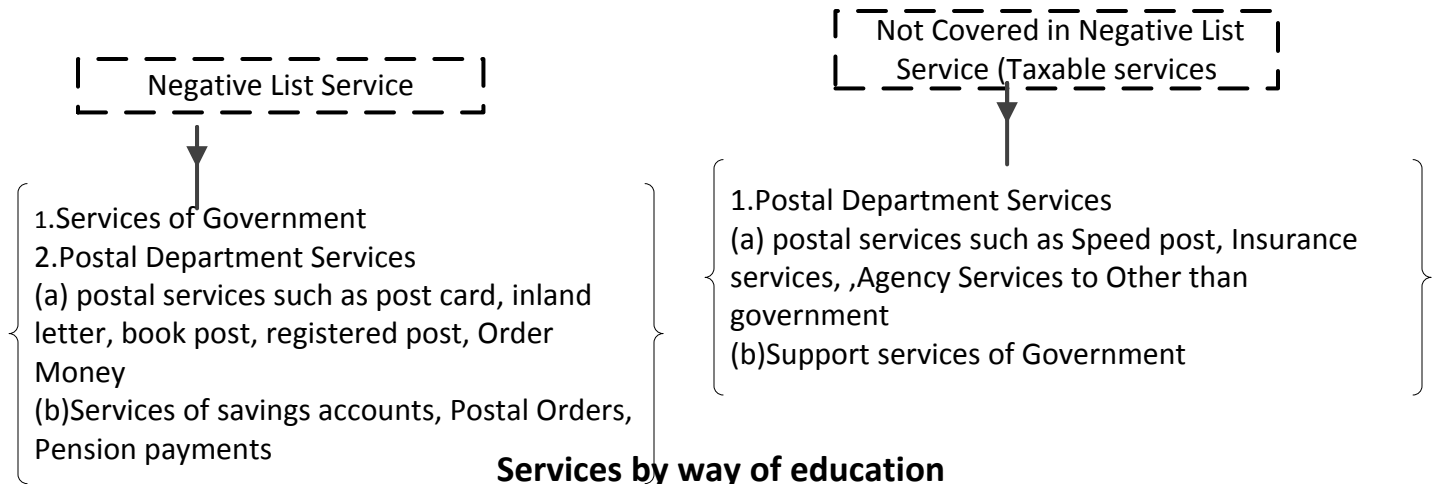 Negative List Service
1.Services of Government
2.Postal Department Services
(a) postal services such as post card, inland
letter, book post, registered post, Order
Money
(b)Services of savings accounts, Postal Orders,
Pension payments
Not Covered in Negative List
Service (Taxable services
1.Postal Department Services
(a) postal services such as Speed post, Insurance
services, ,Agency Services to Other than
government
(b)Support services of Government
Services by way of education